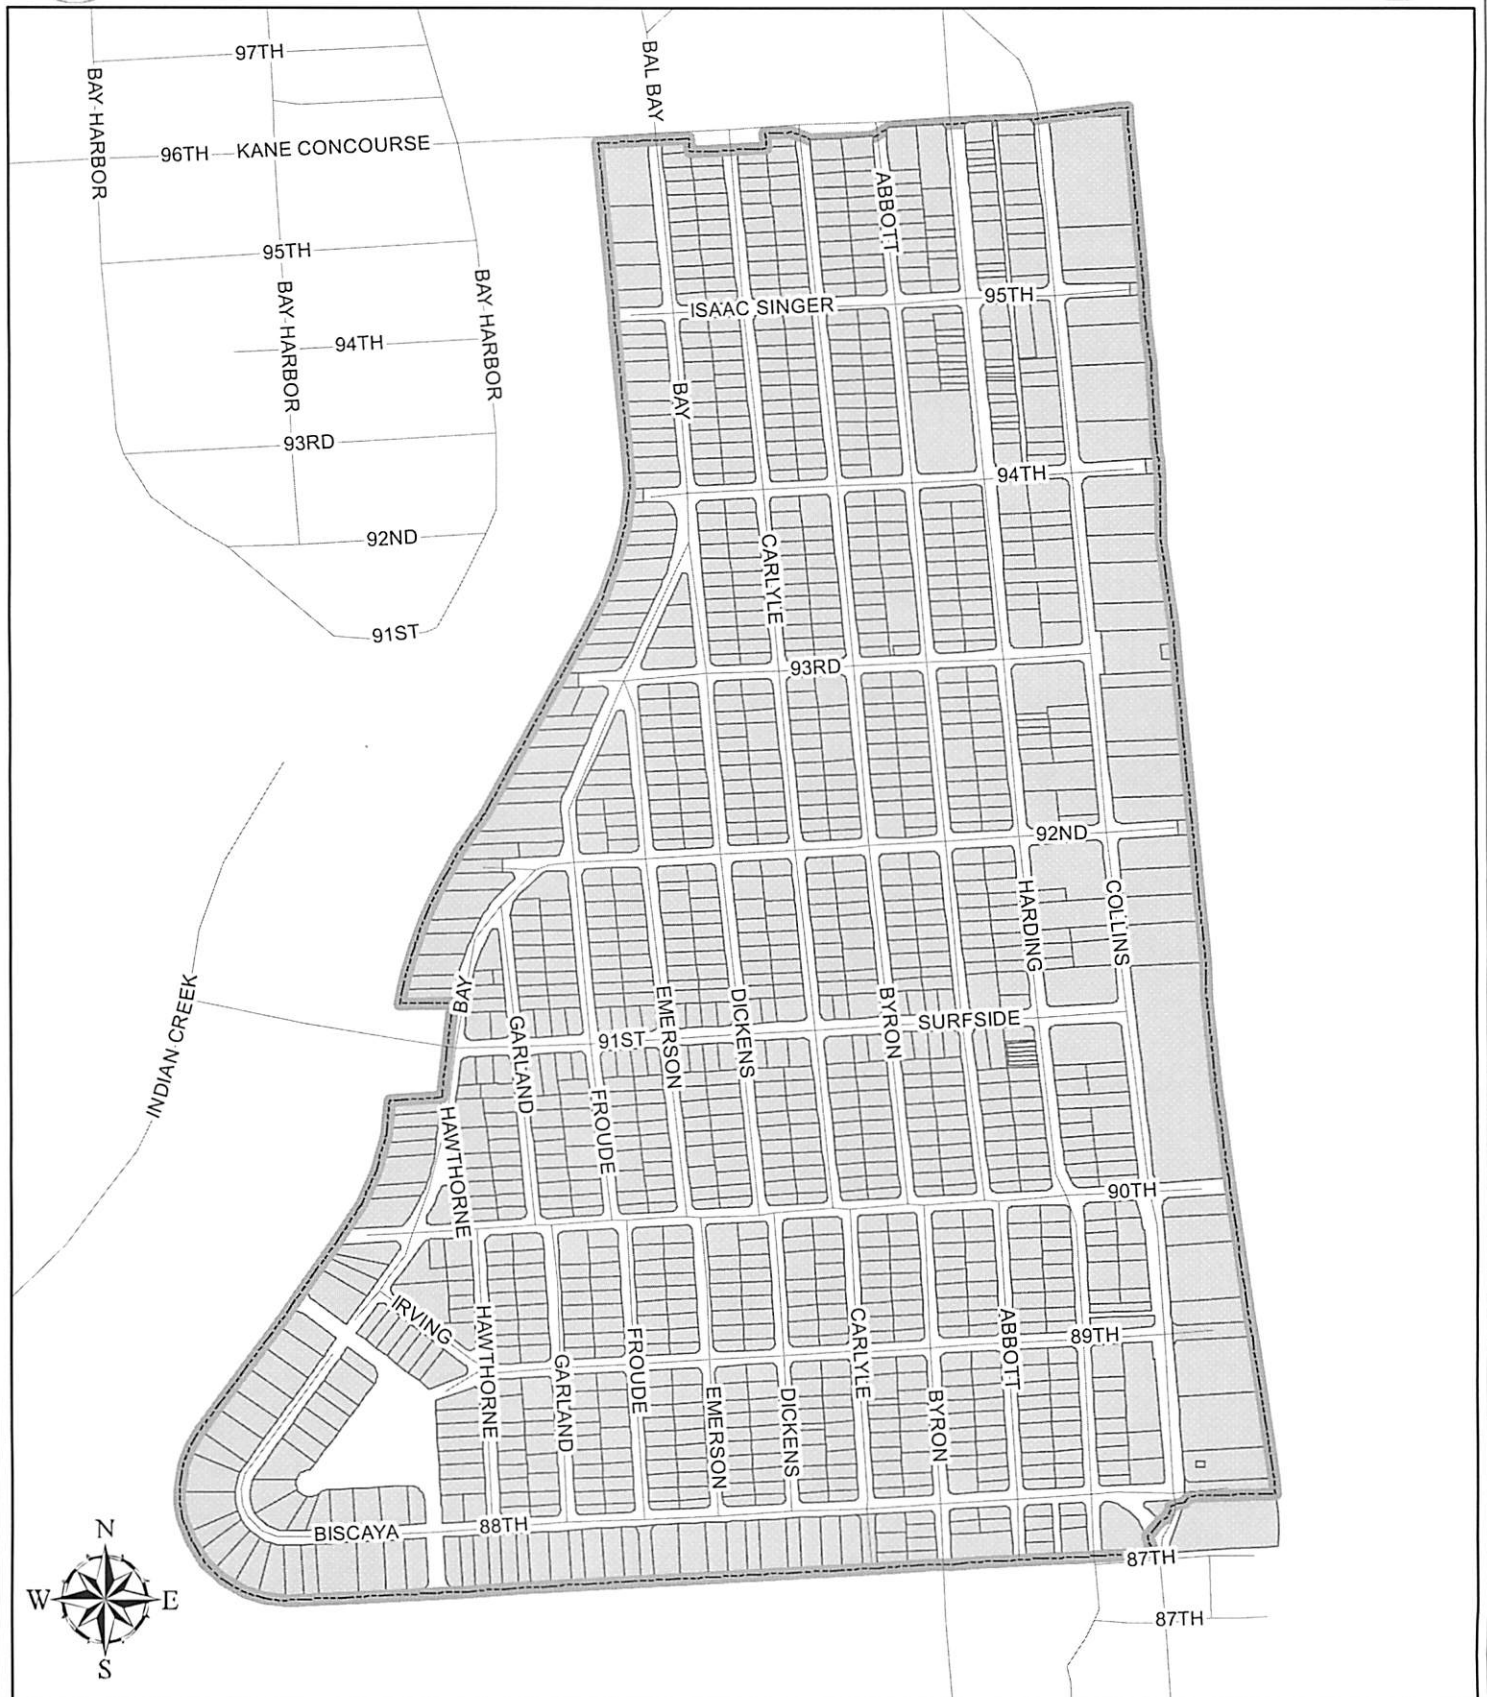 97TH
BAL BAY
BAY HARBOR
96TH
KANE CONCOURSE
ABBOTT
95TH
BAY HARBOR
BAY HARBOR
ISAAC SINGER
95TH
94TH
BAY
93RD
94TH
92ND
CARLYLE
91ST
93RD
92ND
HARDING
COLLINS
INDIAN CREEK
BAY
GARLAND
91ST
EMERSON
DICKENS
BYRON
SURFSIDE
FROUDE
HAWTHORNE
90TH
IRVING
HAWTHORNE
GARLAND
FROUDE
EMERSON
DICKENS
CARLYLE
BYRON
ABBOTT
89TH
BISCAYA
88TH
87TH
87TH
N
W
E
S